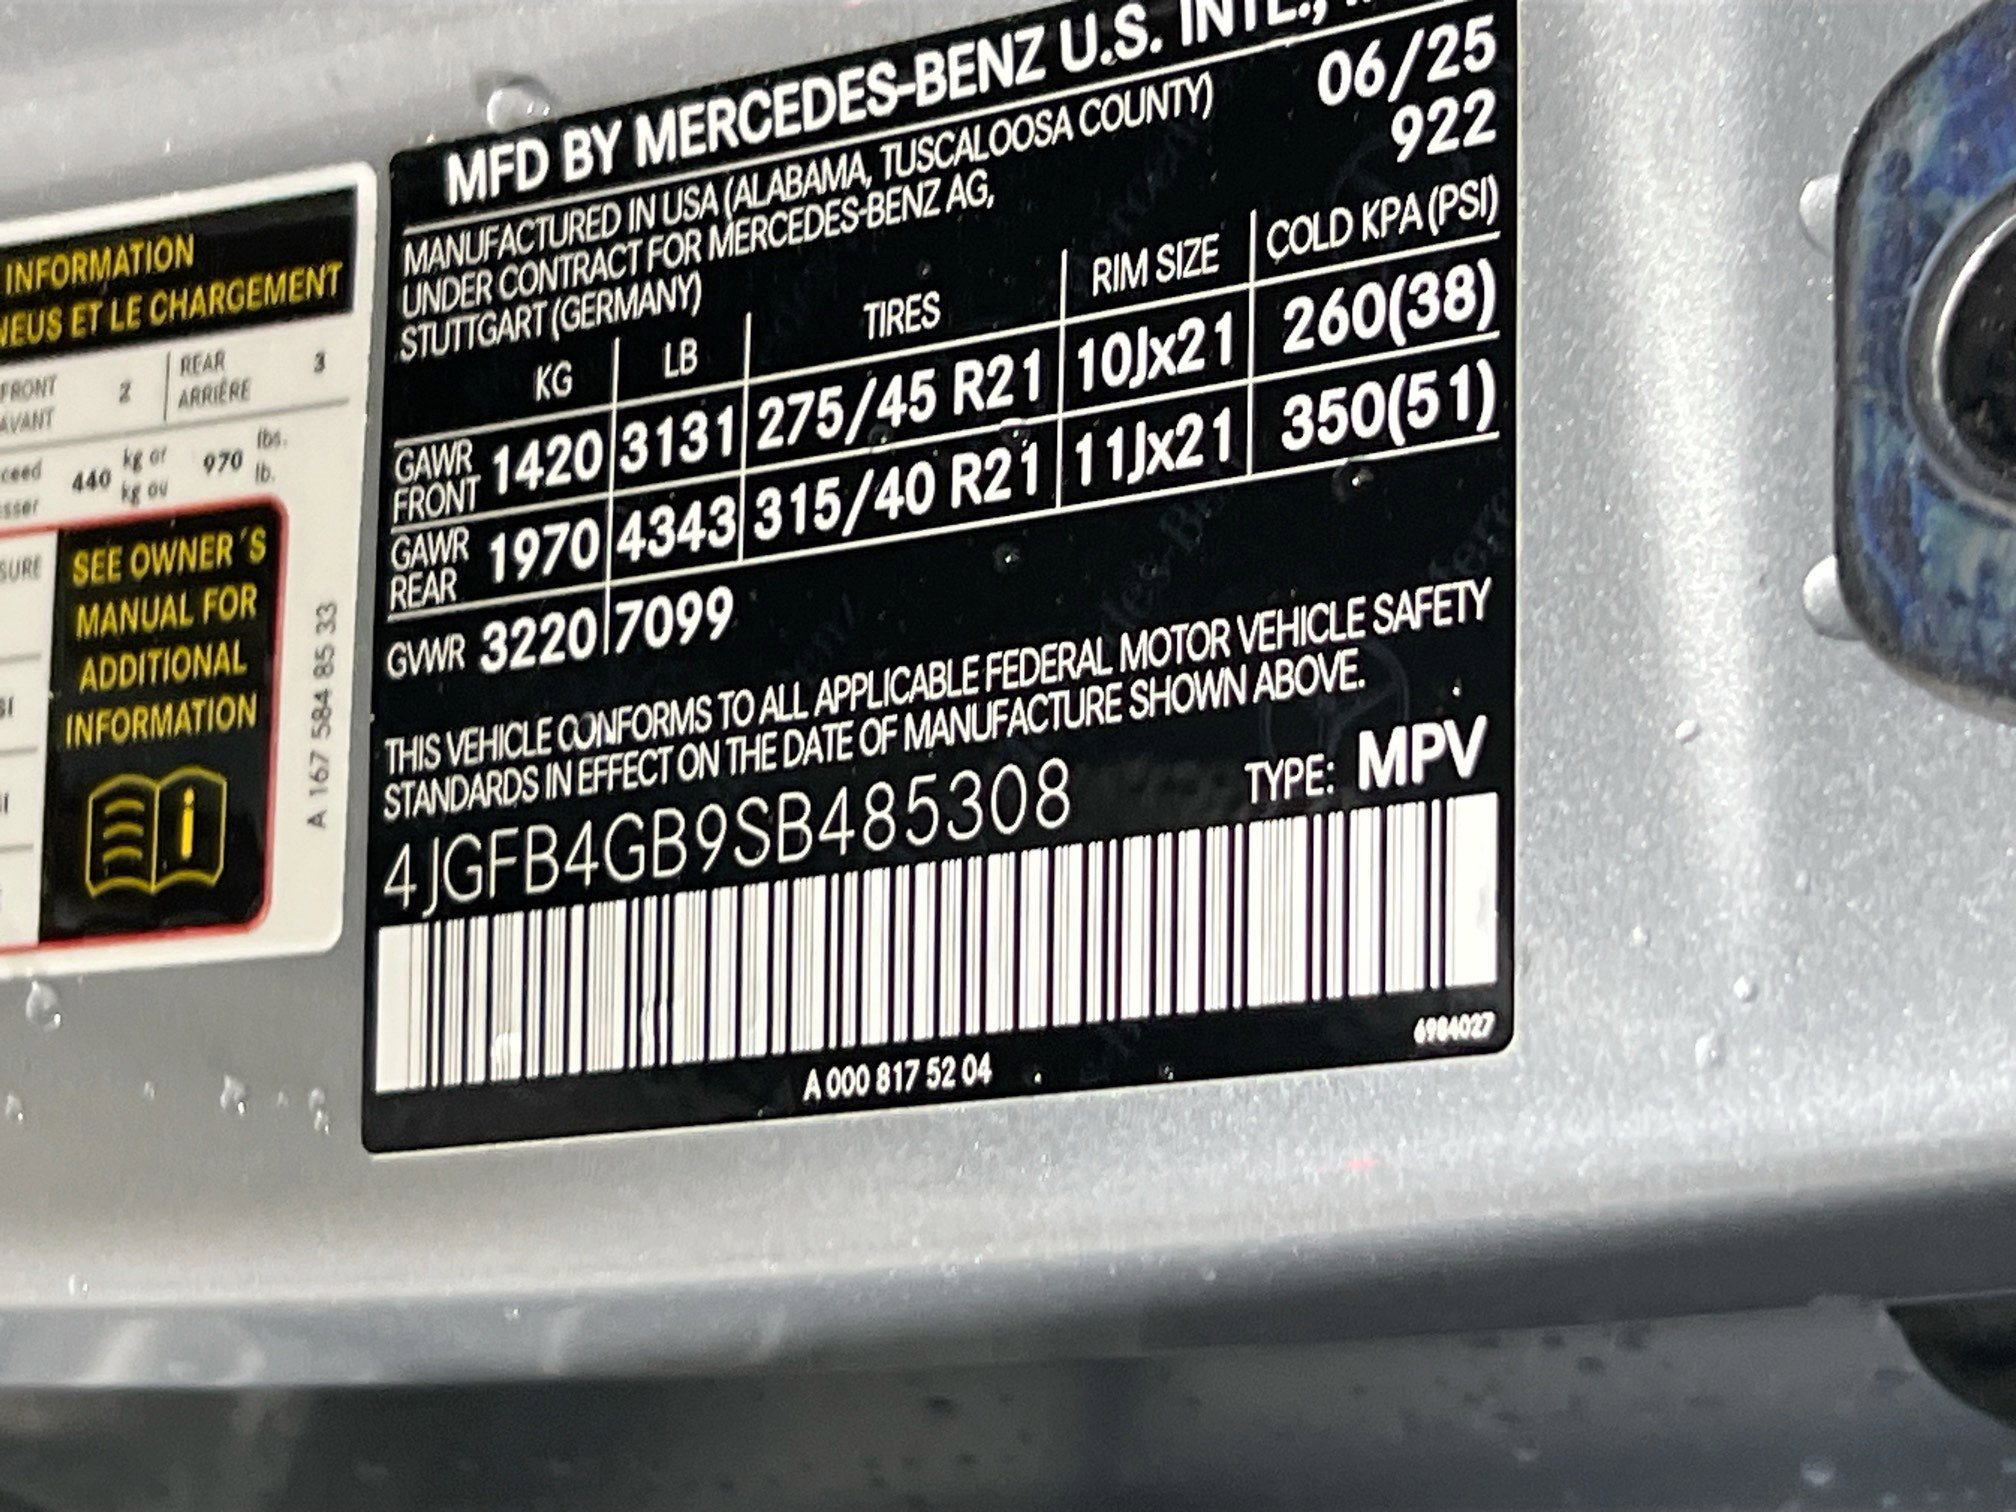 INFORMATION
NEUS ET LE CHARGEMENT
FRONT 2 REAR 3
AVANT ARRIÈRE
kg or lbs.
440 970
kg ou lb.
SEE OWNER´S
MANUAL FOR
ADDITIONAL
INFORMATION
A 167 584 85 33
MFD BY MERCEDES-BENZ U.S. INTL.,
MANUFACTURED IN USA (ALABAMA, TUSCALOOSA COUNTY) 06/25
UNDER CONTRACT FOR MERCEDES-BENZ AG, 922
STUTTGART (GERMANY)
KG LB TIRES RIM SIZE COLD KPA (PSI)
GAWR FRONT 1420 3131 275/45 R21 10Jx21 260(38)
GAWR REAR 1970 4343 315/40 R21 11Jx21 350(51)
GVWR 3220 7099
THIS VEHICLE CONFORMS TO ALL APPLICABLE FEDERAL MOTOR VEHICLE SAFETY
STANDARDS IN EFFECT ON THE DATE OF MANUFACTURE SHOWN ABOVE.
4JGFB4GB9SB485308 TYPE: MPV
A 000 817 52 04
6984027